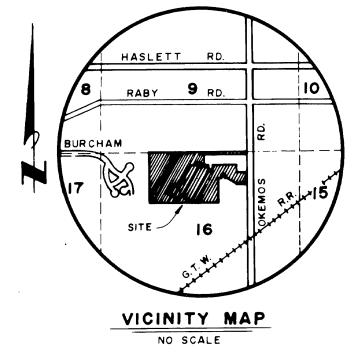 HASLETT RD.
8 9 10
RABY RD.
BURCHAM
RD.
17
15
SITE
16
OKEMOS
G.T.W. R.R.
N
VICINITY MAP
NO SCALE